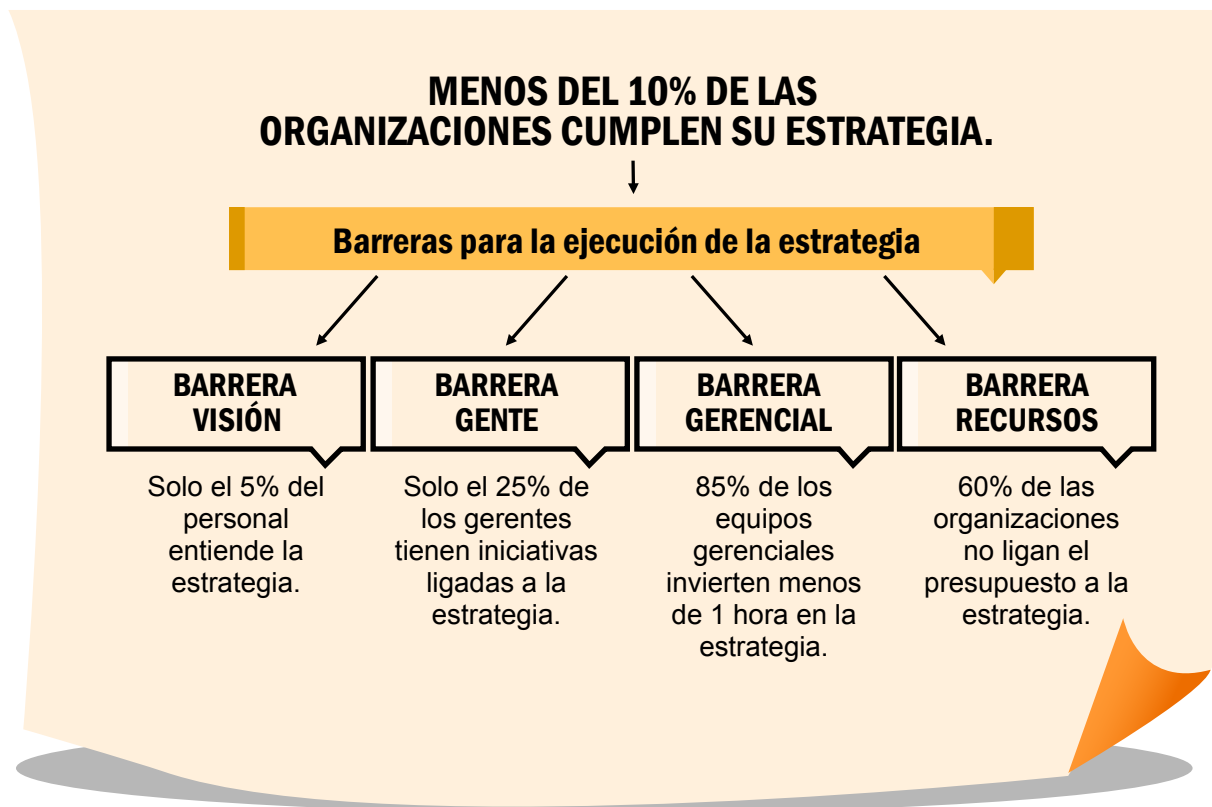 MENOS DEL 10% DE LAS
ORGANIZACIONES CUMPLEN SU ESTRATEGIA.
Barreras para la ejecución de la estrategia
BARRERA
VISIÓN
Solo el 5% del
personal
entiende la
estrategia.
BARRERA
GENTE
Solo el 25% de
los gerentes
tienen iniciativas
ligadas a la
estrategia.
BARRERA
GERENCIAL
85% de los
equipos
gerenciales
invierten menos
de 1 hora en la
estrategia.
BARRERA
RECURSOS
60% de las
organizaciones
no ligan el
presupuesto a la
estrategia.